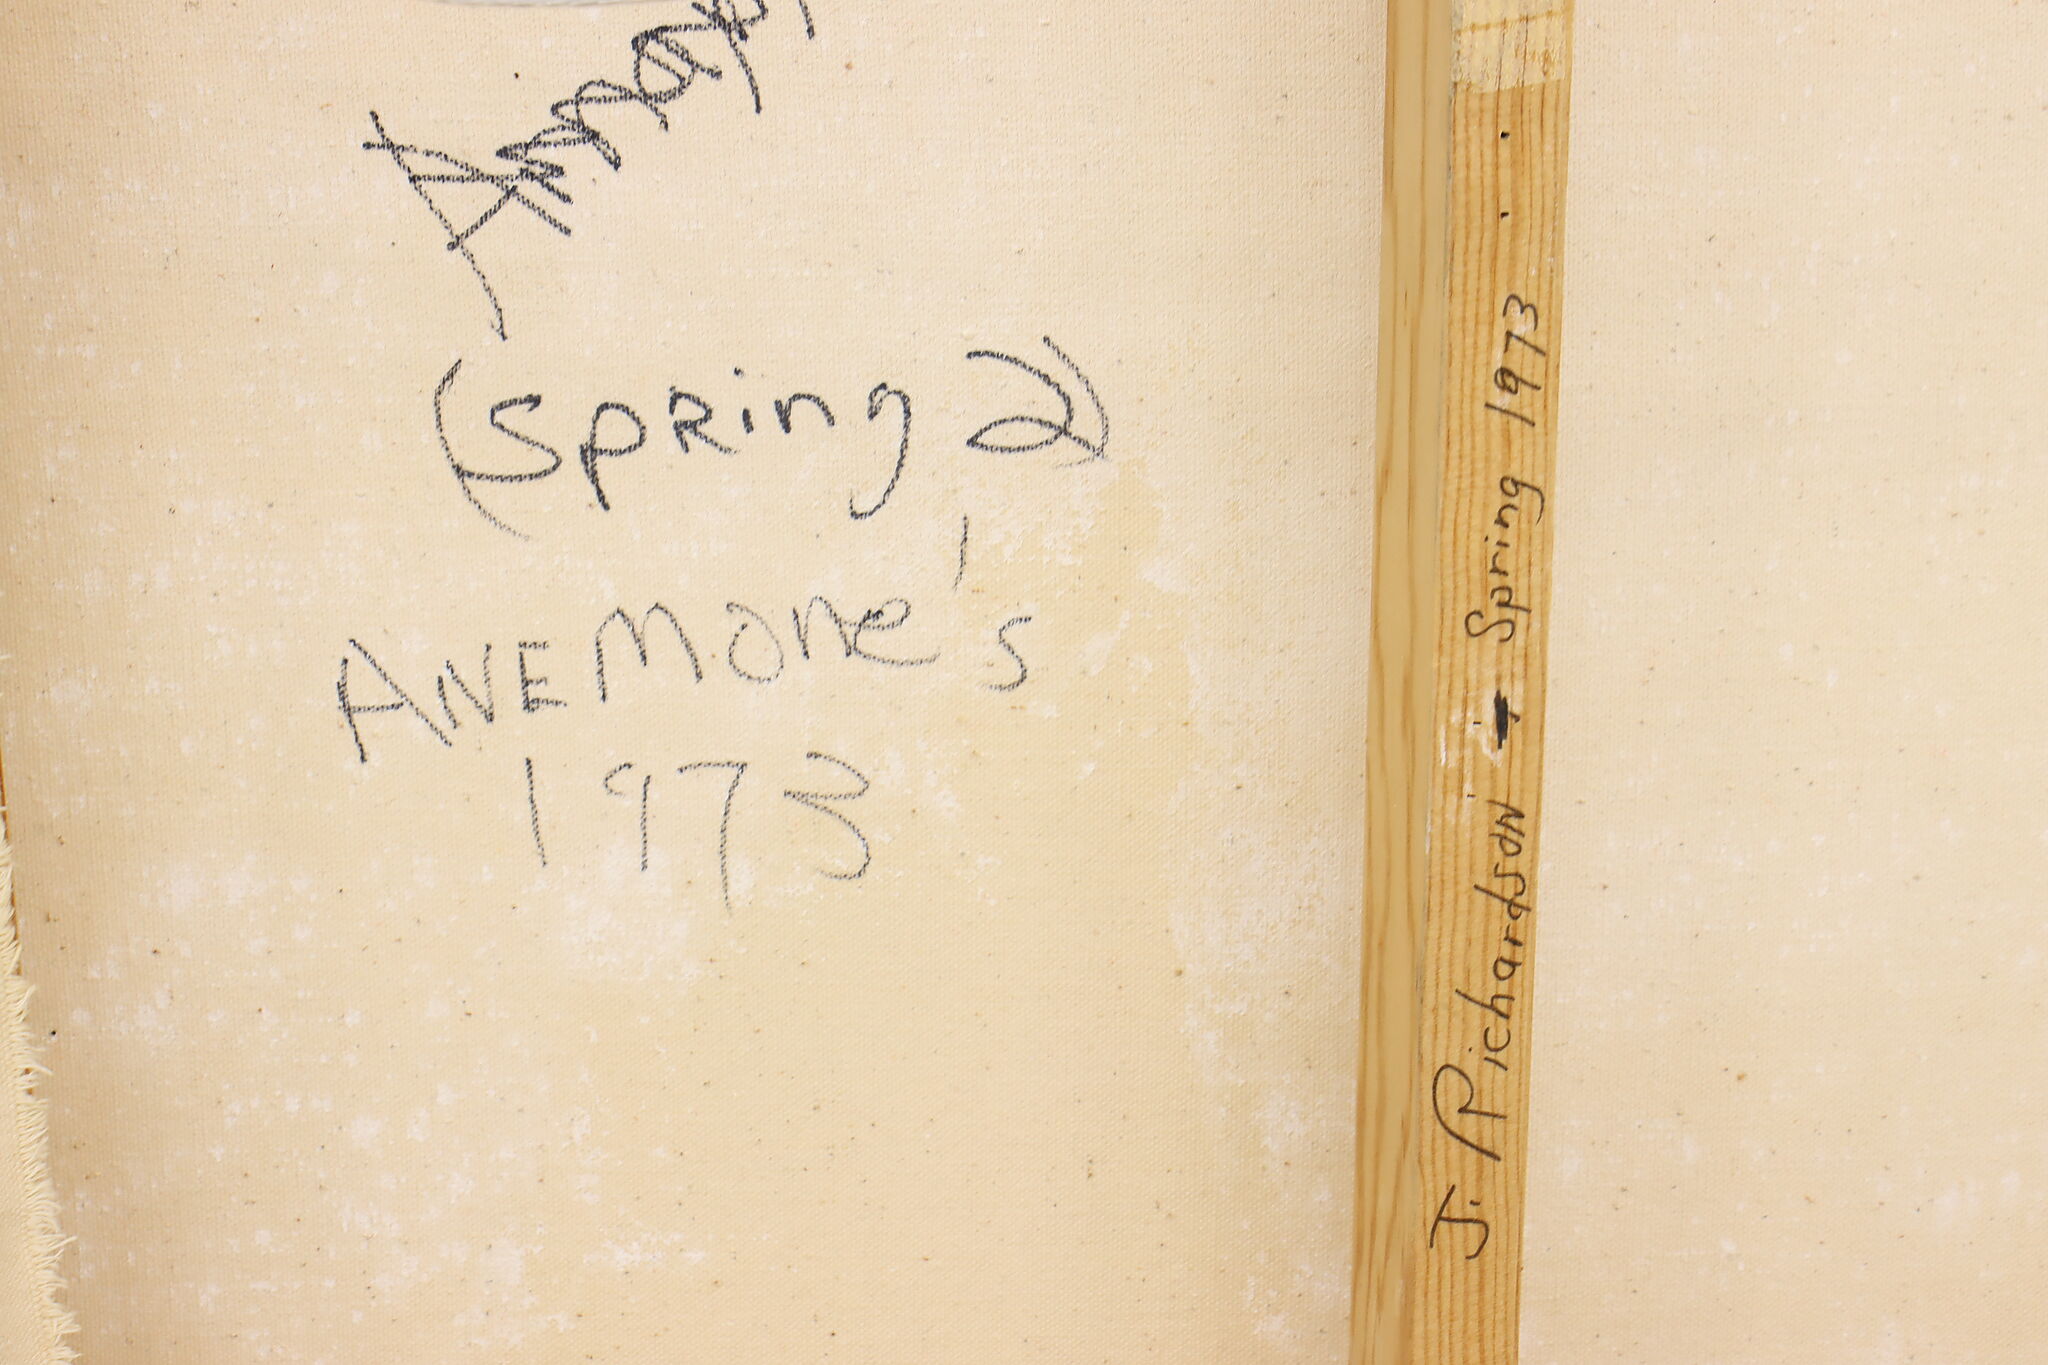 (Spring 2)
ANEMone's
1973
J. Richardson - Spring 1973